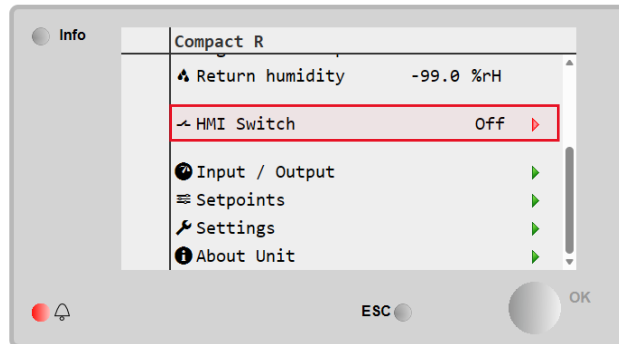 Info
Compact R
Return humidity -99.0 %rH
HMI Switch Off
Input / Output
Setpoints
Settings
About Unit
ESC
OK